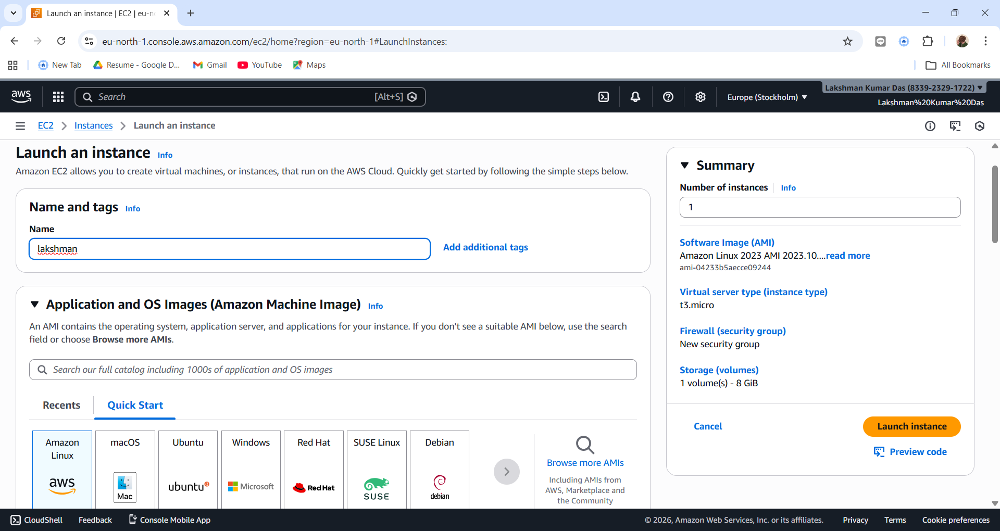 Launch an instance | EC2 | eu-n
eu-north-1.console.aws.amazon.com/ec2/home?region=eu-north-1#LaunchInstances:
New Tab
Resume - Google D...
Gmail
YouTube
Maps
All Bookmarks
aws
Search
[Alt+S]
Europe (Stockholm)
Lakshman Kumar Das (8339-2329-1722)
Lakshman%20Kumar%20Das
EC2
Instances
Launch an instance
Launch an instance Info
Amazon EC2 allows you to create virtual machines, or instances, that run on the AWS Cloud. Quickly get started by following the simple steps below.
Name and tags Info
Name
lakshman
Add additional tags
Application and OS Images (Amazon Machine Image) Info
An AMI contains the operating system, application server, and applications for your instance. If you don't see a suitable AMI below, use the search
field or choose Browse more AMIs.
Search our full catalog including 1000s of application and OS images
Recents
Quick Start
Amazon
Linux
aws
macOS
Mac
Ubuntu
ubuntu
Windows
Microsoft
Red Hat
Red Hat
SUSE Linux
SUSE
Debian
debian
Browse more AMIs
Including AMIs from
AWS, Marketplace and
the Community
Summary
Number of instances Info
1
Software Image (AMI)
Amazon Linux 2023 AMI 2023.10....read more
ami-04233b5aecce09244
Virtual server type (instance type)
t3.micro
Firewall (security group)
New security group
Storage (volumes)
1 volume(s) - 8 GiB
Cancel
Launch instance
Preview code
CloudShell
Feedback
Console Mobile App
© 2026, Amazon Web Services, Inc. or its affiliates.
Privacy
Terms
Cookie preferences